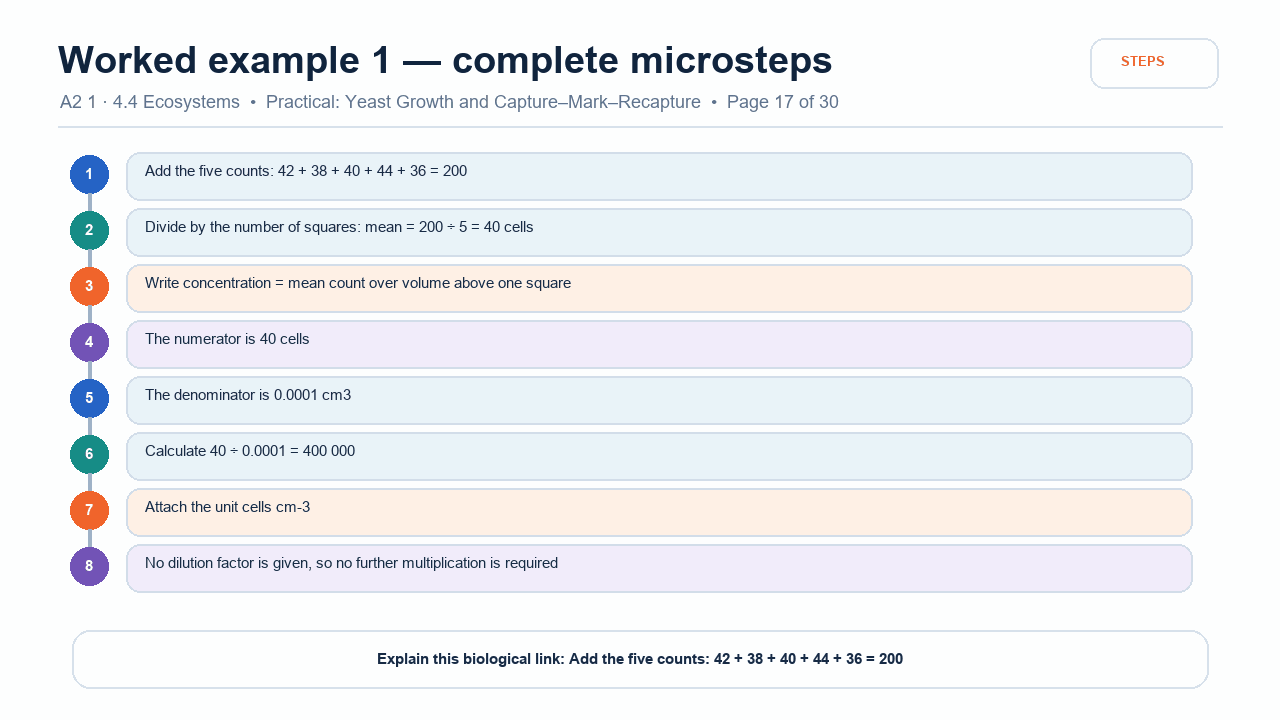 Worked example 1 — complete microsteps
STEPS
A2 1 · 4.4 Ecosystems • Practical: Yeast Growth and Capture–Mark–Recapture • Page 17 of 30
1
Add the five counts: 42 + 38 + 40 + 44 + 36 = 200
2
Divide by the number of squares: mean = 200 ÷ 5 = 40 cells
3
Write concentration = mean count over volume above one square
4
The numerator is 40 cells
5
The denominator is 0.0001 cm3
6
Calculate 40 ÷ 0.0001 = 400 000
7
Attach the unit cells cm-3
8
No dilution factor is given, so no further multiplication is required
Explain this biological link: Add the five counts: 42 + 38 + 40 + 44 + 36 = 200